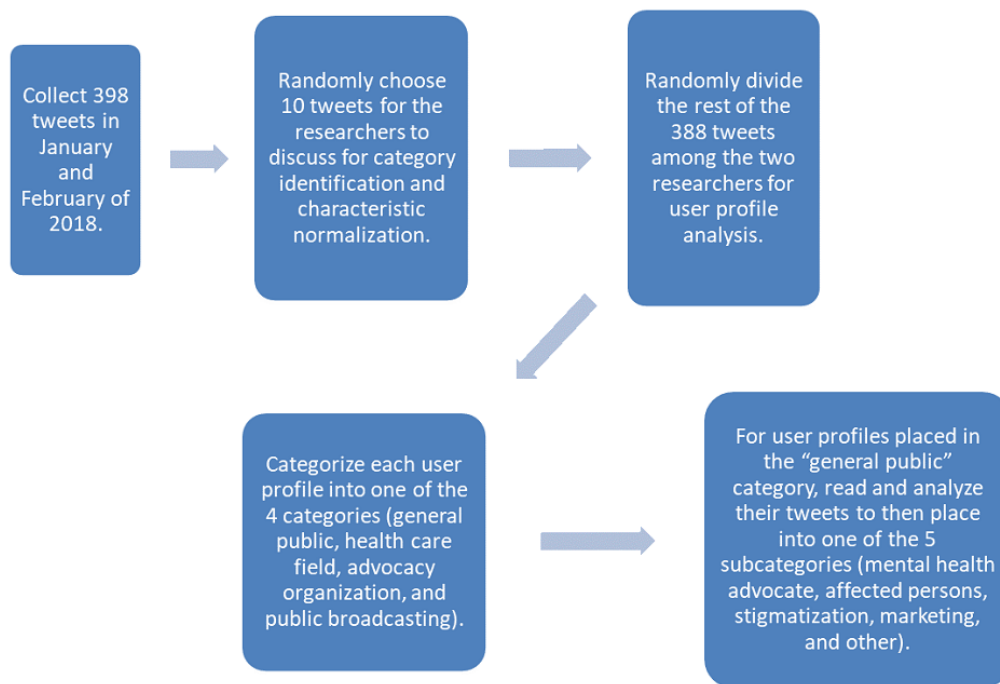 Collect 398
tweets in
January
and
February of
2018.
Randomly choose
10 tweets for the
researchers to
discuss for category
identification and
characteristic
normalization.
Randomly divide
the rest of the
388 tweets
among the two
researchers for
user profile
analysis.
Categorize each user
profile into one of the
4 categories (general
public, health care
field, advocacy
organization, and
public broadcasting).
For user profiles placed in
the “general public”
category, read and analyze
their tweets to then place
into one of the 5
subcategories (mental health
advocate, affected persons,
stigmatization, marketing,
and other).